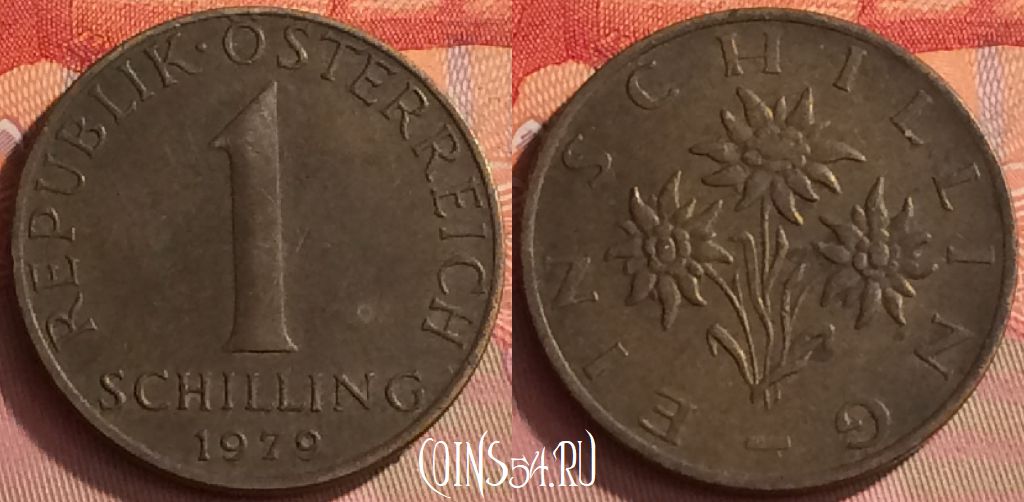 REPUBLIK · ÖSTERREICH
1
SCHILLING
1979
EIN SCHILLING
COINS54.RU